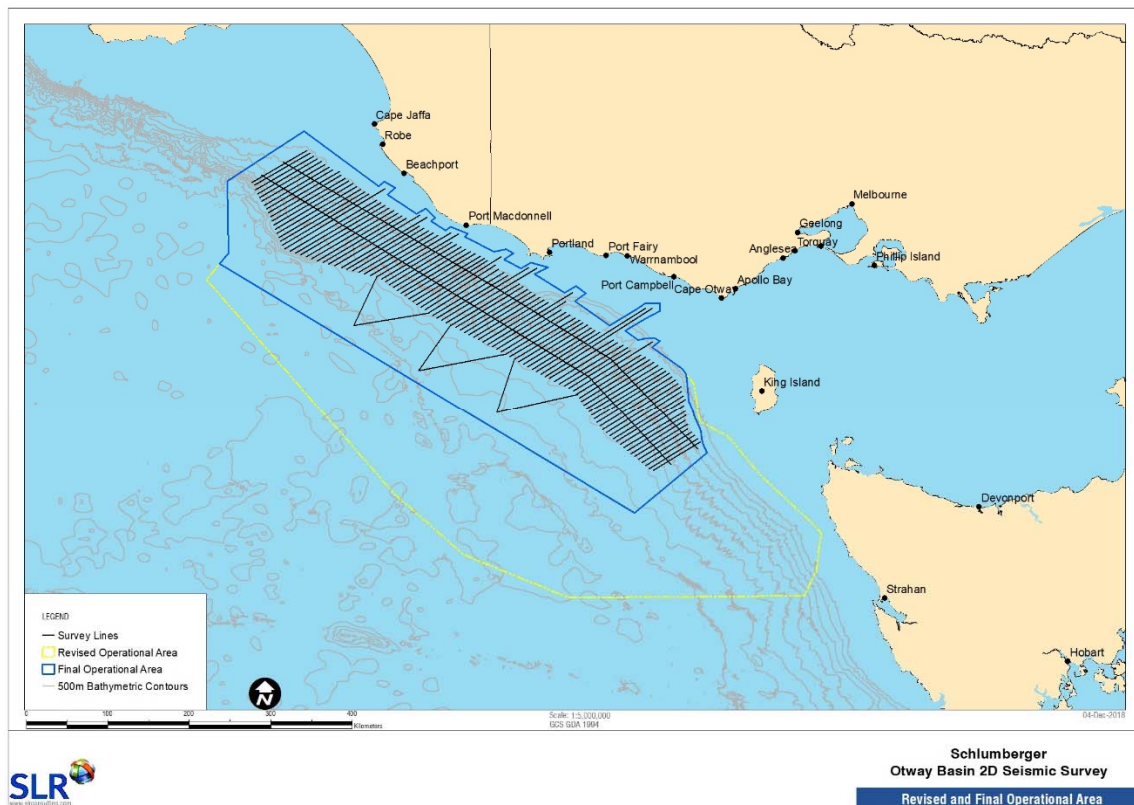 Cape Jaffa
Robe
Beachport
Port Macdonnell
Portland
Port Fairy
Warrnambool
Port Campbell
Cape Otway
Apollo Bay
Anglesea
Torquay
Geelong
Melbourne
Phillip Island
King Island
Devonport
Strahan
Hobart
LEGEND
Survey Lines
Revised Operational Area
Final Operational Area
500m Bathymetric Contours
N
0 100 200 300 400
Kilometers
Scale: 1:5,000,000
GCS GDA 1994
04-Dec-2018
SLR
Schlumberger
Otway Basin 2D Seismic Survey
Revised and Final Operational Area